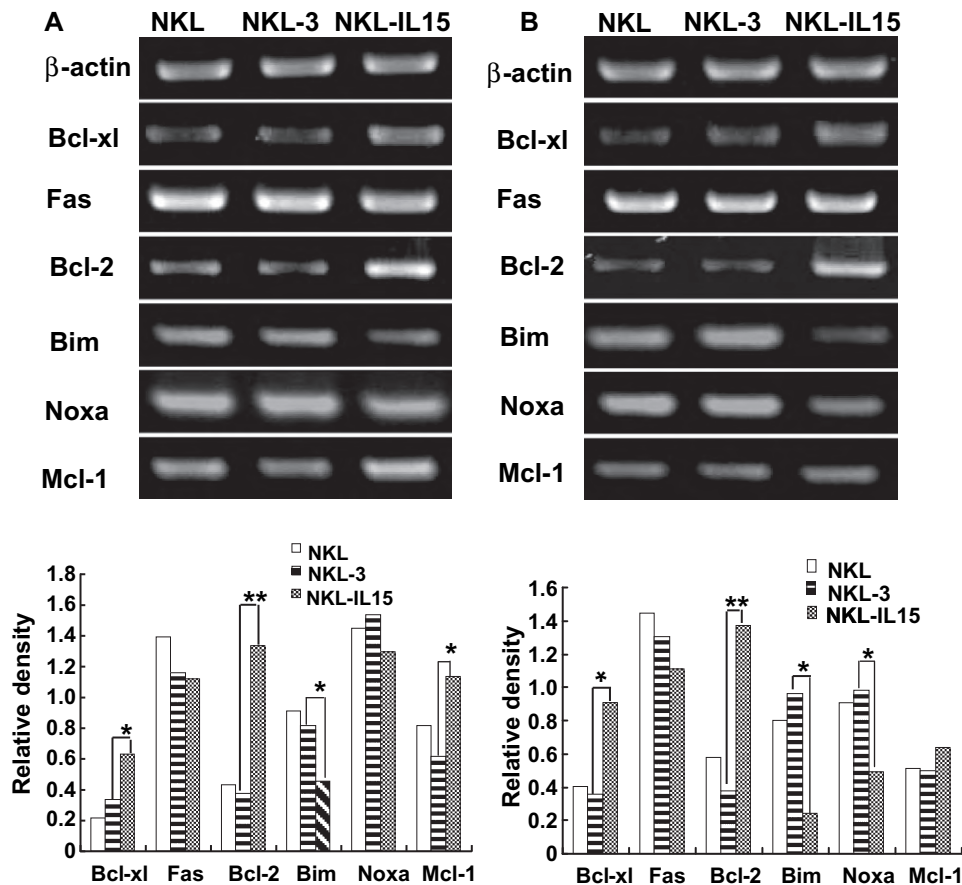 A
NKL NKL-3 NKL-IL15
β-actin
Bcl-xl
Fas
Bcl-2
Bim
Noxa
Mcl-1
B
NKL NKL-3 NKL-IL15
β-actin
Bcl-xl
Fas
Bcl-2
Bim
Noxa
Mcl-1
NKL
NKL-3
NKL-IL15
Relative density
1.8
1.6
1.4
1.2
1.0
0.8
0.6
0.4
0.2
0
*
**
*
*
Bcl-xl Fas Bcl-2 Bim Noxa Mcl-1
NKL
NKL-3
NKL-IL15
Relative density
1.6
1.4
1.2
1.0
0.8
0.6
0.4
0.2
0
*
**
*
*
Bcl-xl Fas Bcl-2 Bim Noxa Mcl-1